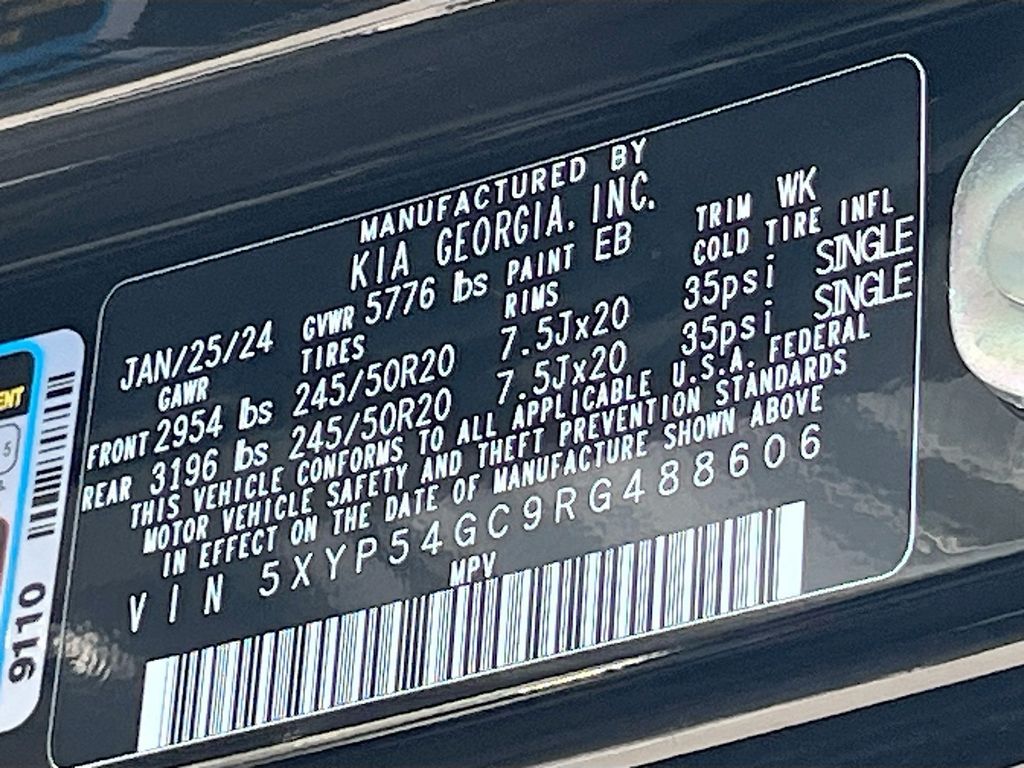 MANUFACTURED BY
KIA GEORGIA, INC.
JAN/25/24 GVWR 5776 lbs PAINT EB TRIM WK
GAWR TIRES RIMS COLD TIRE INFL
FRONT 2954 lbs 245/50R20 7.5Jx20 35psi SINGLE
REAR 3196 lbs 245/50R20 7.5Jx20 35psi SINGLE
THIS VEHICLE CONFORMS TO ALL APPLICABLE U.S.A. FEDERAL
MOTOR VEHICLE SAFETY AND THEFT PREVENTION STANDARDS
IN EFFECT ON THE DATE OF MANUFACTURE SHOWN ABOVE
VIN 5XYP54GC9RG488606
MPV
5
9110